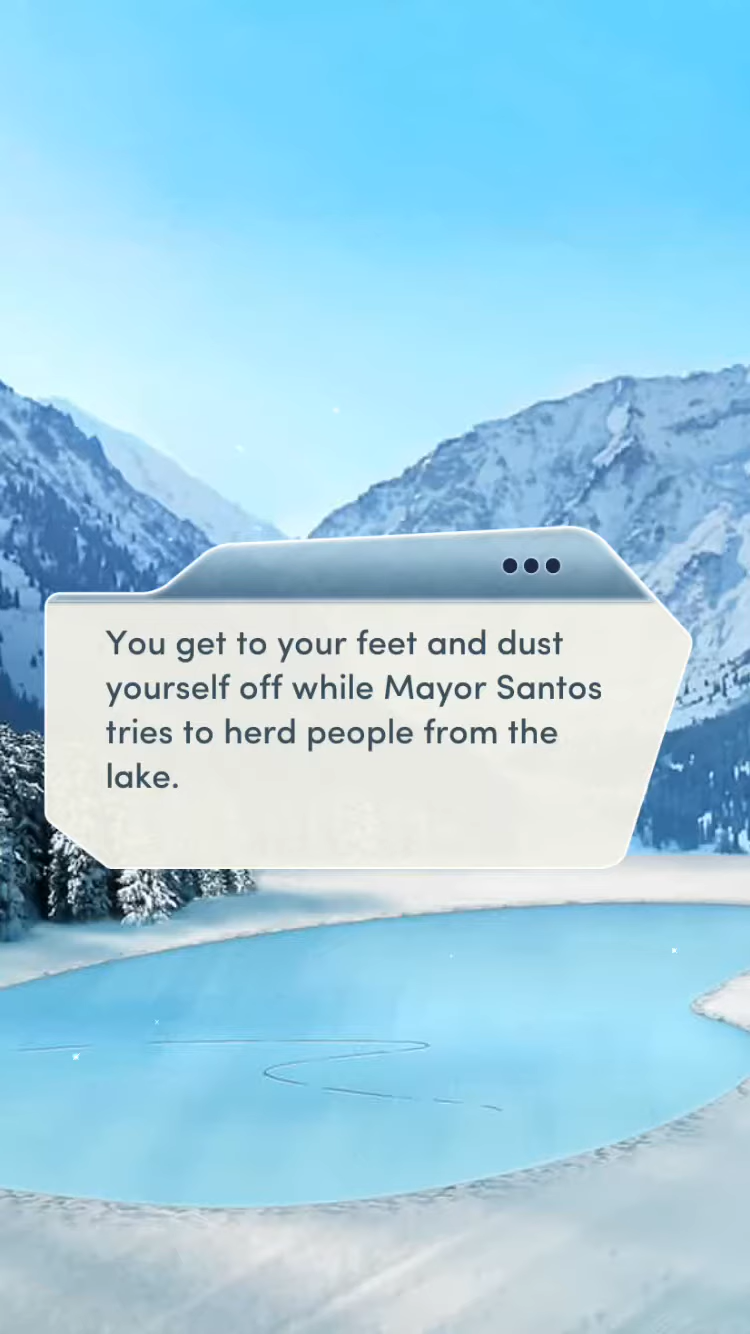 You get to your feet and dust
yourself off while Mayor Santos
tries to herd people from the
lake.